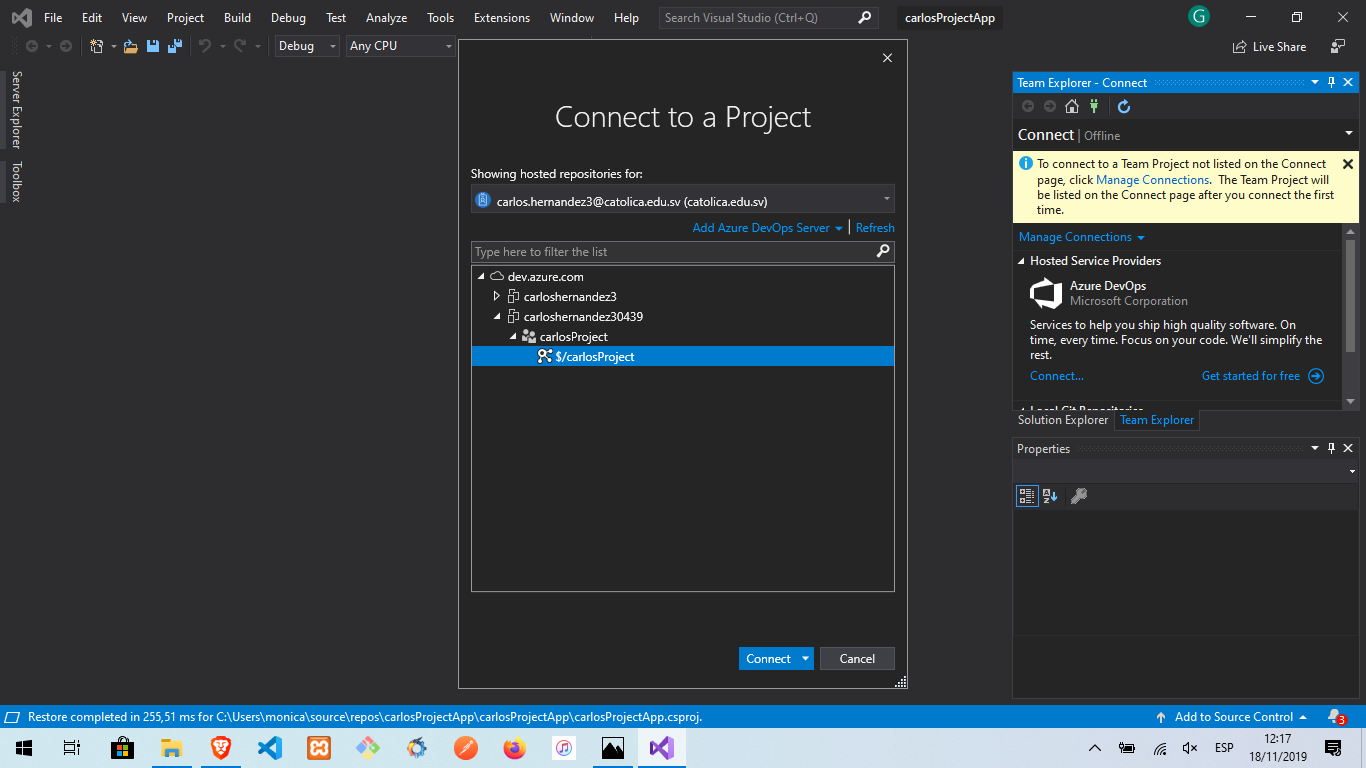 File Edit View Project Build Debug Test Analyze Tools Extensions Window Help Search Visual Studio (Ctrl+Q) carlosProjectApp G
Debug Any CPU Live Share
Server Explorer
Toolbox
Connect to a Project
Showing hosted repositories for:
carlos.hernandez3@catolica.edu.sv (catolica.edu.sv)
Add Azure DevOps Server Refresh
Type here to filter the list
dev.azure.com
carloshernandez3
carloshernandez30439
carlosProject
$/carlosProject
Connect Cancel
Team Explorer - Connect
Connect | Offline
To connect to a Team Project not listed on the Connect
page, click Manage Connections. The Team Project will
be listed on the Connect page after you connect the first
time.
Manage Connections
Hosted Service Providers
Azure DevOps
Microsoft Corporation
Services to help you ship high quality software. On
time, every time. Focus on your code. We'll simplify the
rest.
Connect... Get started for free
Local Git Repositories
Solution Explorer Team Explorer
Properties
Restore completed in 255,51 ms for C:\Users\monica\source\repos\carlosProjectApp\carlosProjectApp\carlosProjectApp.csproj. Add to Source Control 3
ESP 12:17
18/11/2019